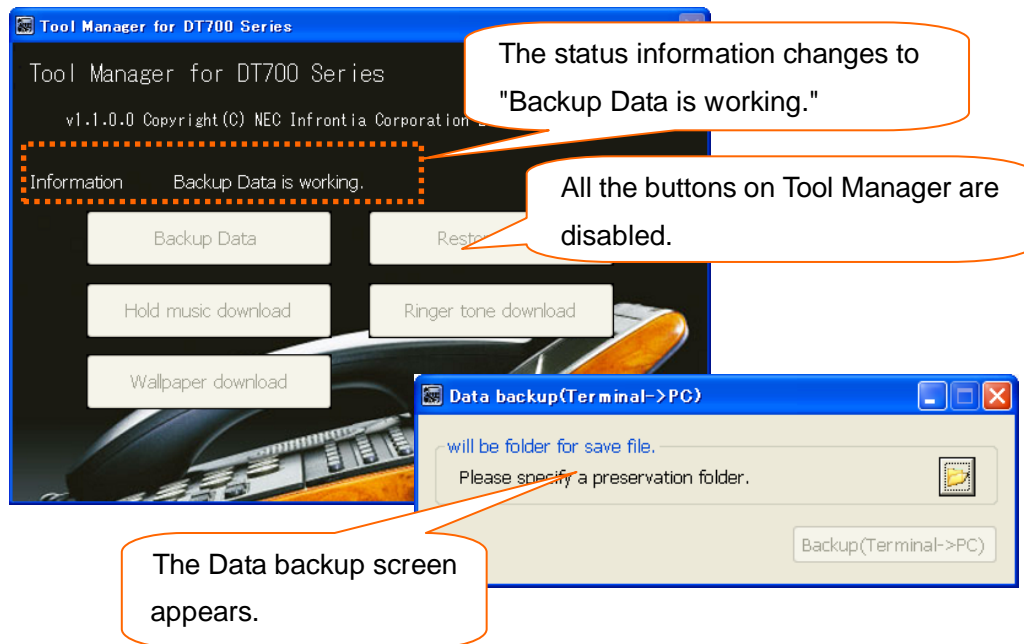 Tool Manager for DT700 Series
The status information changes to
"Backup Data is working."
Tool Manager for DT700 Series
v1.1.0.0 Copyright(C) NEC Infrontia Corporation
Information Backup Data is working.
All the buttons on Tool Manager are
disabled.
Backup Data
Hold music download Ringer tone download
Wallpaper download
Data backup(Terminal->PC)
will be folder for save file.
Please specify a preservation folder.
Backup(Terminal->PC)
The Data backup screen
appears.